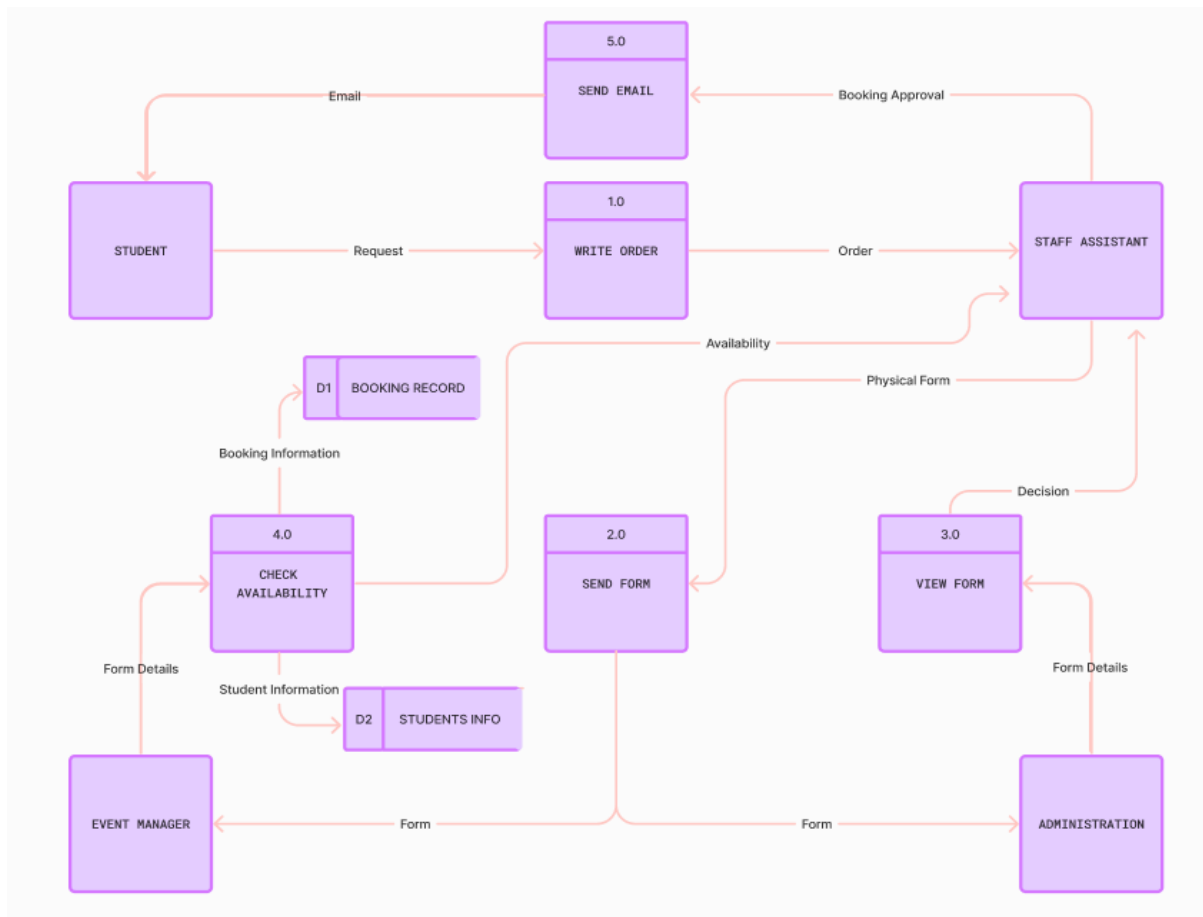 5.0
SEND EMAIL
Email
Booking Approval
1.0
STUDENT
Request
WRITE ORDER
Order
STAFF ASSISTANT
Availability
Physical Form
D1
BOOKING RECORD
Booking Information
Decision
4.0
CHECK
AVAILABILITY
2.0
SEND FORM
3.0
VIEW FORM
Form Details
Student Information
Form Details
D2
STUDENTS INFO
EVENT MANAGER
Form
Form
ADMINISTRATION